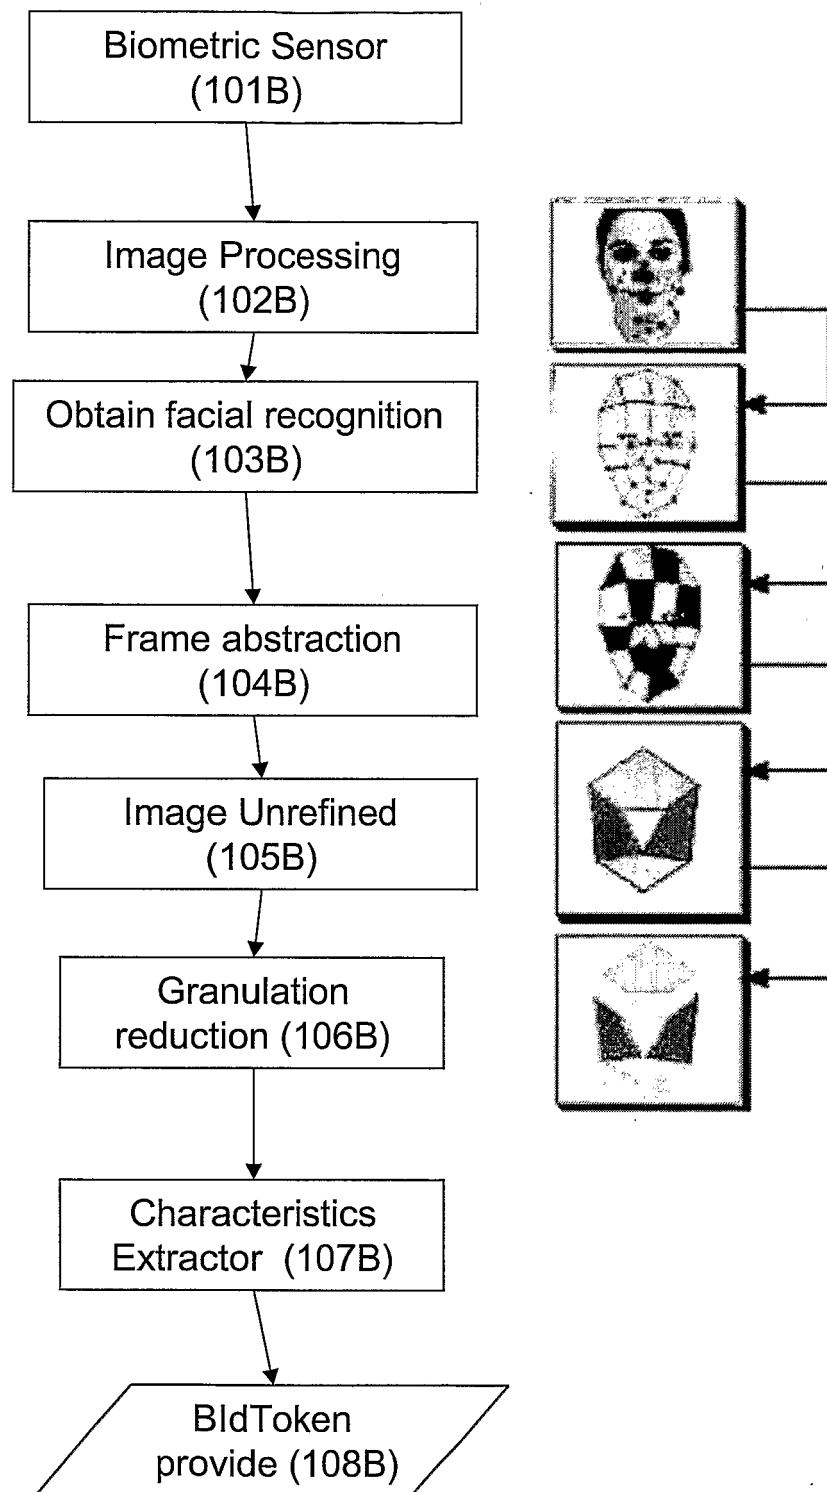 Biometric Sensor
(101B)
Image Processing
(102B)
Obtain facial recognition
(103B)
Frame abstraction
(104B)
Image Unrefined
(105B)
Granulation
reduction (106B)
Characteristics
Extractor (107B)
BIdToken
provide (108B)